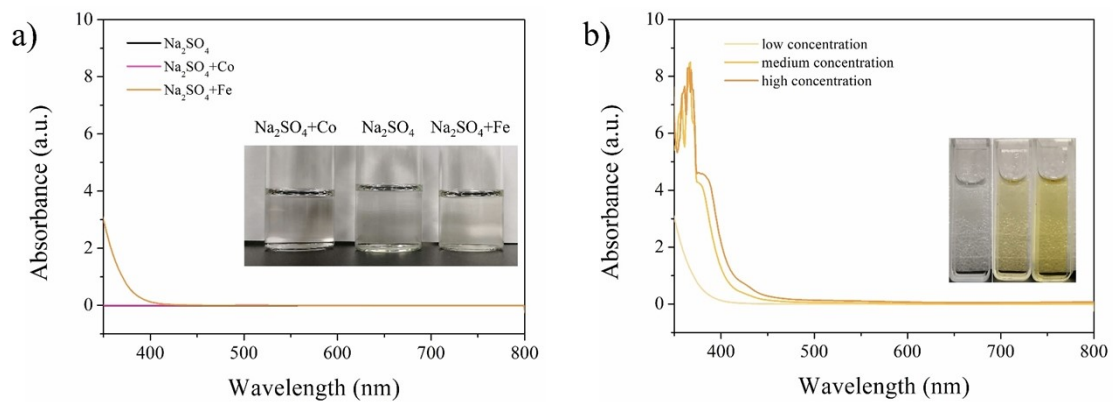 a)
Absorbance (a.u.)
10
8
6
4
2
0
Na₂SO₄
Na₂SO₄+Co
Na₂SO₄+Fe
Na₂SO₄+Co Na₂SO₄ Na₂SO₄+Fe
400 500 600 700 800
Wavelength (nm)
b)
Absorbance (a.u.)
10
8
6
4
2
0
low concentration
medium concentration
high concentration
400 500 600 700 800
Wavelength (nm)